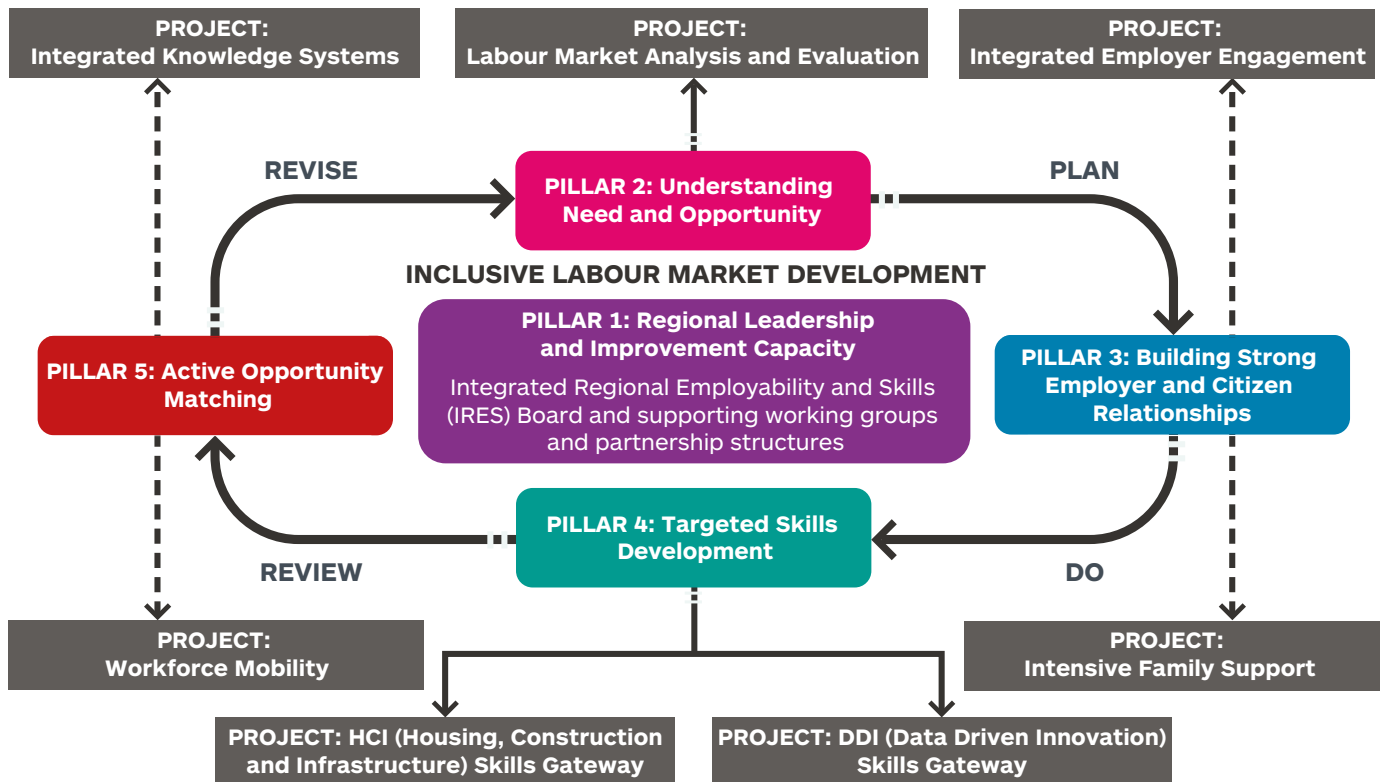 PROJECT:
Integrated Knowledge Systems
PROJECT:
Labour Market Analysis and Evaluation
PROJECT:
Integrated Employer Engagement
REVISE
PILLAR 2: Understanding
Need and Opportunity
PLAN
INCLUSIVE LABOUR MARKET DEVELOPMENT
PILLAR 1: Regional Leadership
and Improvement Capacity
Integrated Regional Employability and Skills
(IRES) Board and supporting working groups
and partnership structures
PILLAR 5: Active Opportunity
Matching
PILLAR 3: Building Strong
Employer and Citizen
Relationships
PILLAR 4: Targeted Skills
Development
REVIEW
DO
PROJECT:
Workforce Mobility
PROJECT:
Intensive Family Support
PROJECT: HCI (Housing, Construction
and Infrastructure) Skills Gateway
PROJECT: DDI (Data Driven Innovation)
Skills Gateway